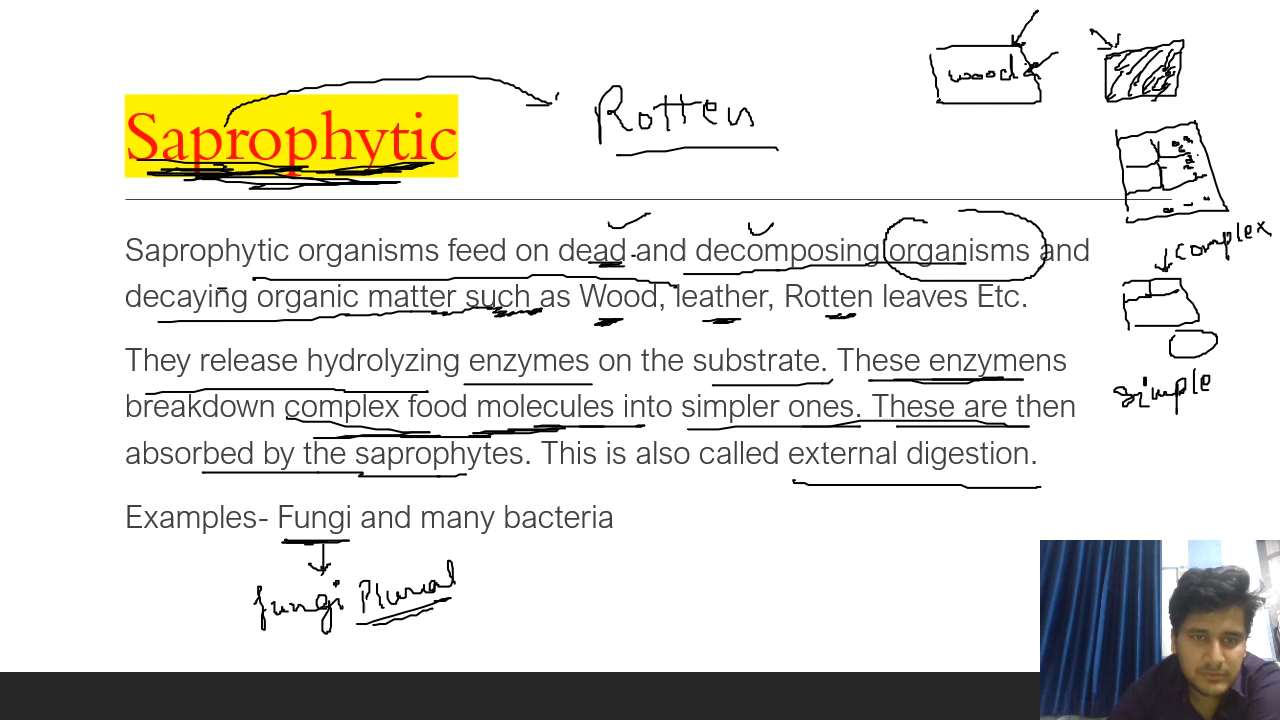 Saprophytic
Rotten
wood
Saprophytic organisms feed on dead and decomposing organisms and
decaying organic matter such as Wood, leather, Rotten leaves Etc.
complex
They release hydrolyzing enzymes on the substrate. These enzymens
breakdown complex food molecules into simpler ones. These are then
simple
absorbed by the saprophytes. This is also called external digestion.
Examples- Fungi and many bacteria
fungi Plural